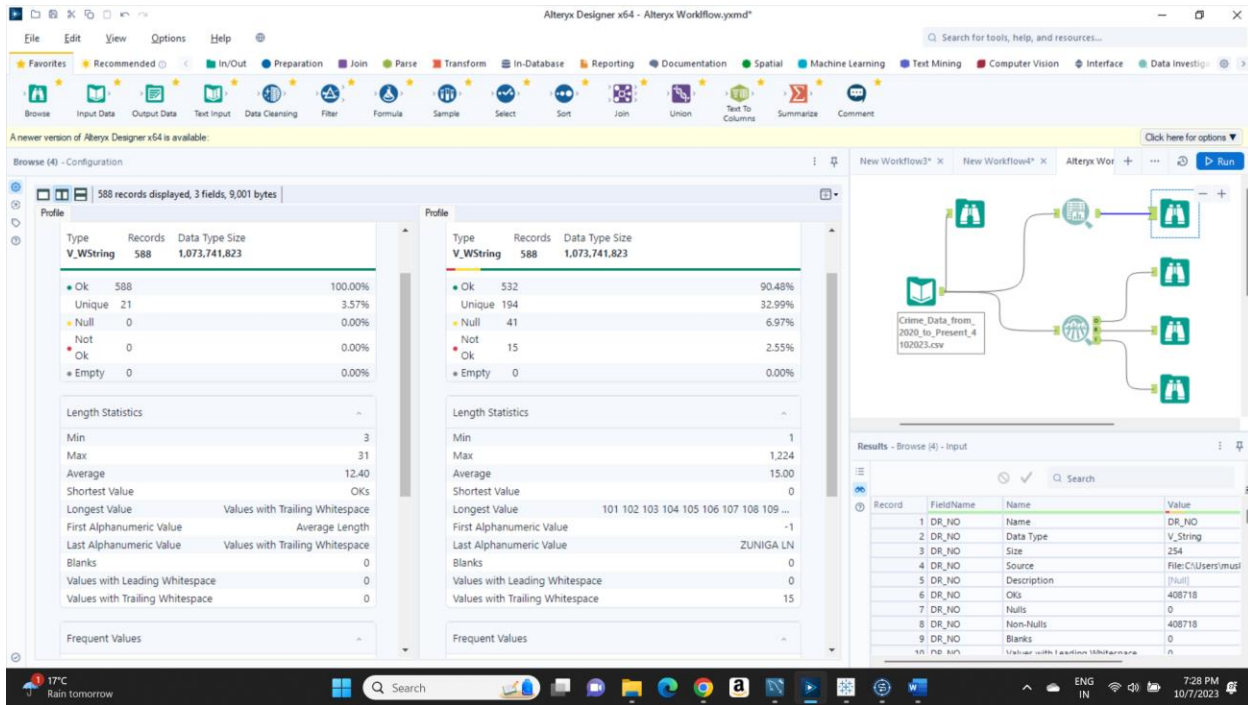 Alteryx Designer x64 - Alteryx Worklflow.yxmd*
File Edit View Options Help
Search for tools, help, and resources...
Favorites Recommended In/Out Preparation Join Parse Transform In-Database Reporting Documentation Spatial Machine Learning Text Mining Computer Vision Interface Data Investig
Browse Input Data Output Data Text Input Data Cleansing Filter Formula Sample Select Sort Join Union Text To Columns Summarize Comment
A newer version of Alteryx Designer x64 is available:
Click here for options ▼
Browse (4) - Configuration
New Workflow3* × New Workflow4* × Alteryx Wor + ... Run
588 records displayed, 3 fields, 9,001 bytes
Profile
Type Records Data Type Size
V_WString 588 1,073,741,823
Ok 588 100.00%
Unique 21 3.57%
Null 0 0.00%
Not
Ok 0 0.00%
Empty 0 0.00%
Length Statistics
Min 3
Max 31
Average 12.40
Shortest Value OKs
Longest Value Values with Trailing Whitespace
First Alphanumeric Value Average Length
Last Alphanumeric Value Values with Trailing Whitespace
Blanks 0
Values with Leading Whitespace 0
Values with Trailing Whitespace 0
Frequent Values
Profile
Type Records Data Type Size
V_WString 588 1,073,741,823
Ok 532 90.48%
Unique 194 32.99%
Null 41 6.97%
Not
Ok 15 2.55%
Empty 0 0.00%
Length Statistics
Min 1
Max 1,224
Average 15.00
Shortest Value 0
Longest Value 101 102 103 104 105 106 107 108 109 ...
First Alphanumeric Value -1
Last Alphanumeric Value ZUNIGA LN
Blanks 0
Values with Leading Whitespace 0
Values with Trailing Whitespace 15
Frequent Values
Crime_Data_from_
2020_to_Present_4
102023.csv
Results - Browse (4) - Input
Search
Record FieldName Name Value
1 DR_NO Name DR_NO
2 DR_NO Data Type V_String
3 DR_NO Size 254
4 DR_NO Source File:C:\Users\musl
5 DR_NO Description [Null]
6 DR_NO OKs 408718
7 DR_NO Nulls 0
8 DR_NO Non-Nulls 408718
9 DR_NO Blanks 0
10 DR_NO Values with Leading Whitespace 0
1 17°C
Rain tomorrow
Search
ENG
IN
7:28 PM
10/7/2023